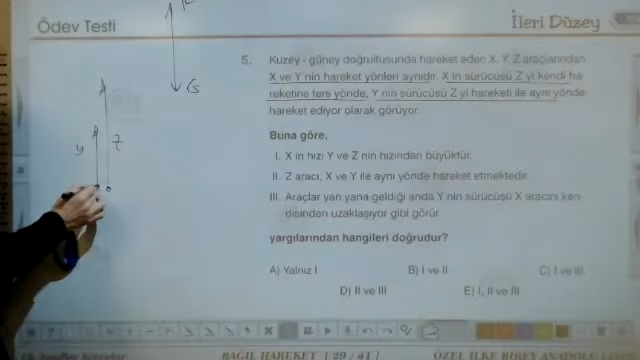 Ödev Testi
İleri Düzey
K
G
y
Z
5. Kuzey - güney doğrultusunda hareket eden X, Y, Z araçlarından
X ve Y nin hareket yönleri aynıdır. X in sürücüsü Z yi kendi ha-
reketine ters yönde, Y nin sürücüsü Z yi hareketi ile aynı yönde
hareket ediyor olarak görüyor.
Buna göre,
I. X in hızı Y ve Z nin hızından büyüktür.
II. Z aracı, X ve Y ile aynı yönde hareket etmektedir.
III. Araçlar yan yana geldiği anda Y nin sürücüsü X aracını ken-
disinden uzaklaşıyor gibi görür.
yargılarından hangileri doğrudur?
A) Yalnız I
B) I ve II
C) I ve III
D) II ve III
E) I, II ve III
BAĞIL HAREKET [ 29 / 41 ]